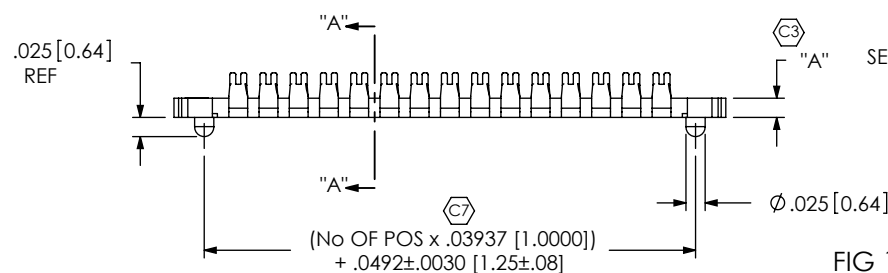 "A"
C3
.025[0.64]
REF
"A"
SE
"A"
C7
Ø.025[0.64]
(No OF POS x .03937 [1.0000])
+ .0492±.0030 [1.25±.08]
FIG 1